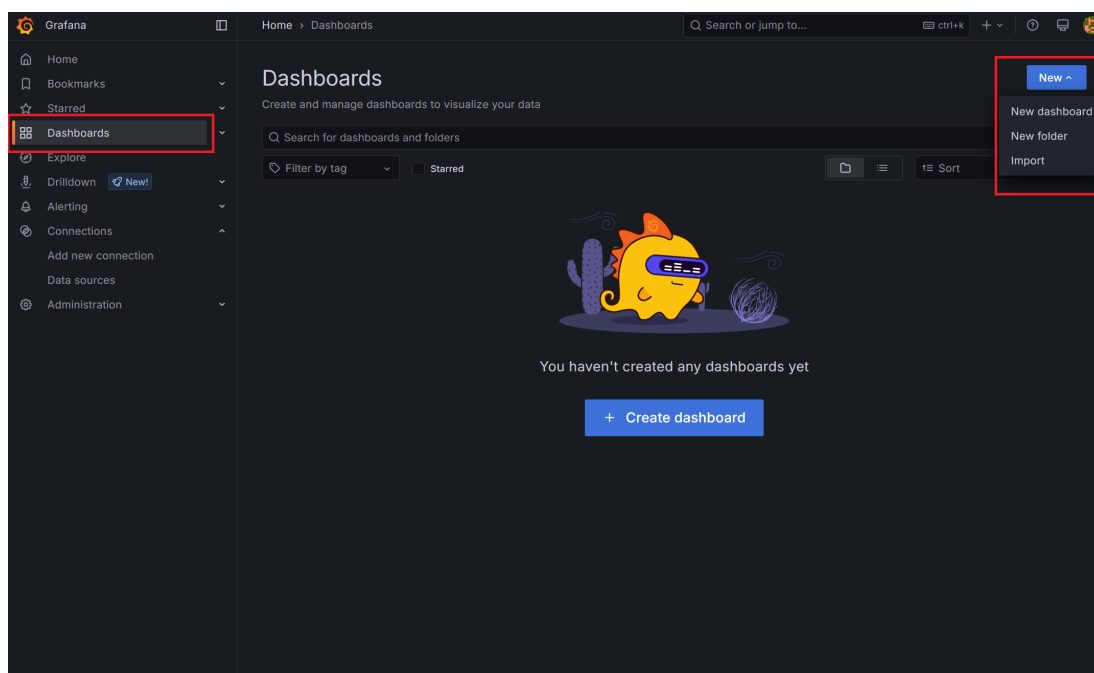 Grafana
Home › Dashboards
Search or jump to...
ctrl+k
Home
Bookmarks
Starred
Dashboards
Explore
Drilldown
New!
Alerting
Connections
Add new connection
Data sources
Administration
Dashboards
Create and manage dashboards to visualize your data
New
New dashboard
New folder
Import
Search for dashboards and folders
Filter by tag
Starred
Sort
You haven't created any dashboards yet
+ Create dashboard